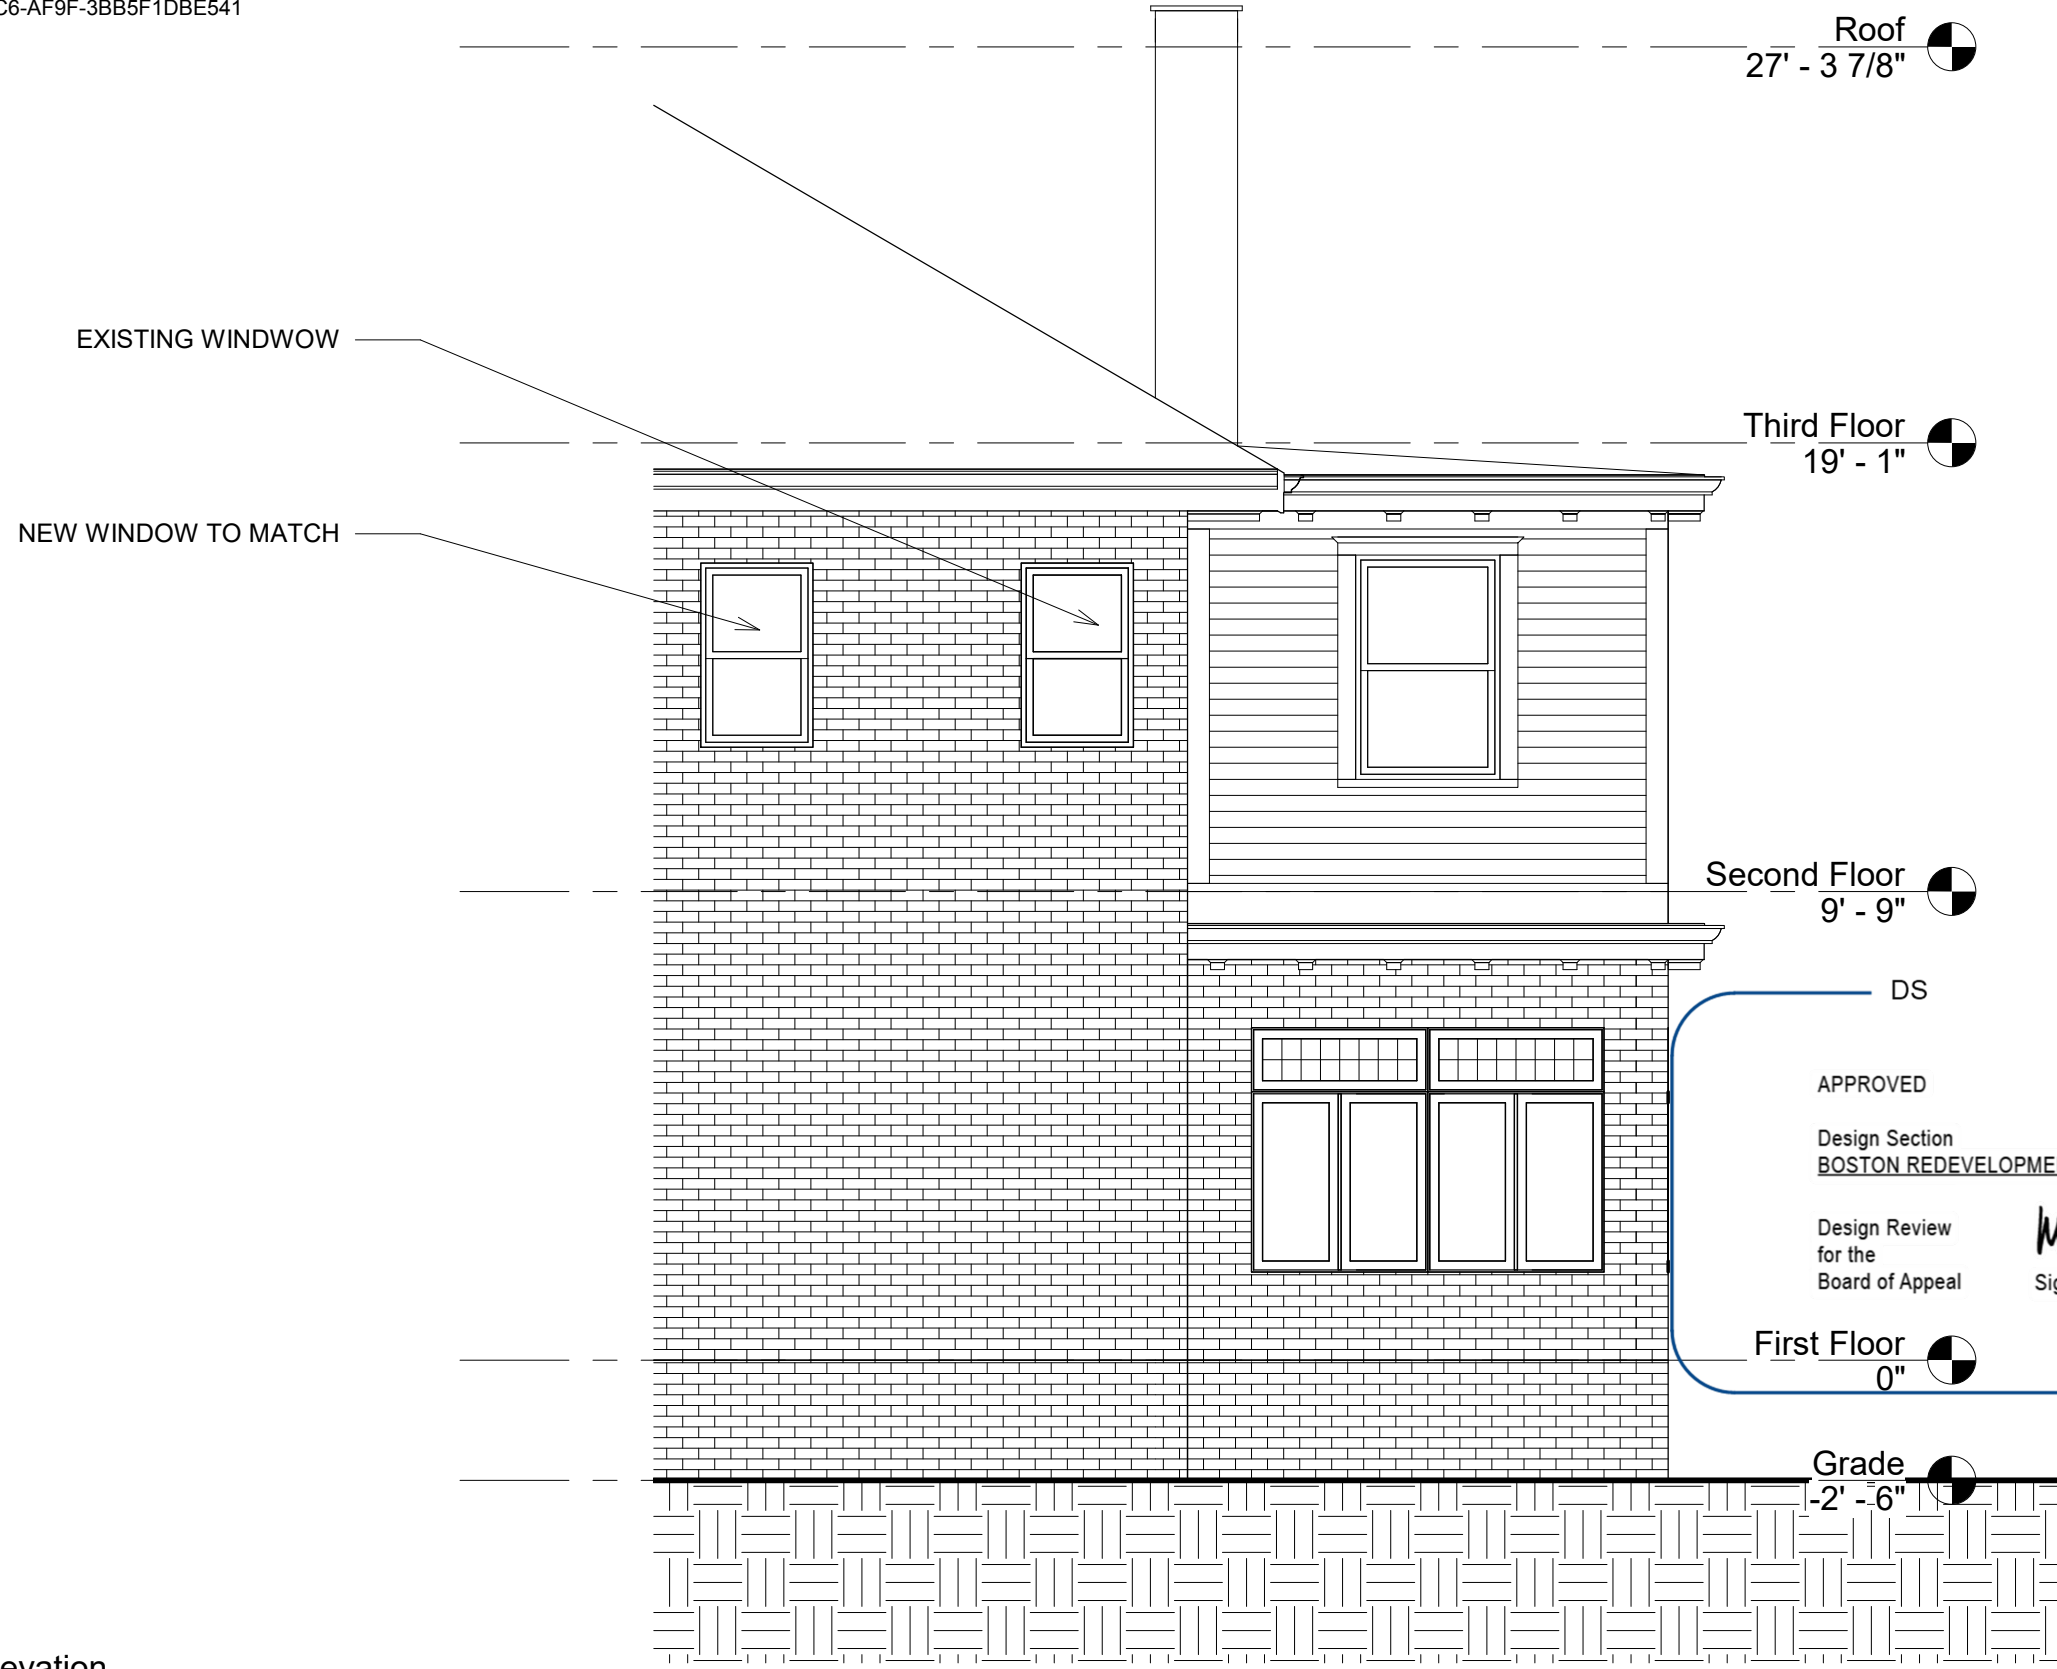 C6-AF9F-3BB5F1DBE541
Roof
27' - 3 7/8"
EXISTING WINDWOW
Third Floor
19' - 1"
NEW WINDOW TO MATCH
Second Floor
9' - 9"
DS
APPROVED
Design Section
BOSTON REDEVELOPME
Design Review
for the
Board of Appeal
Sig
First Floor
0"
Grade
-2' - 6"
evation